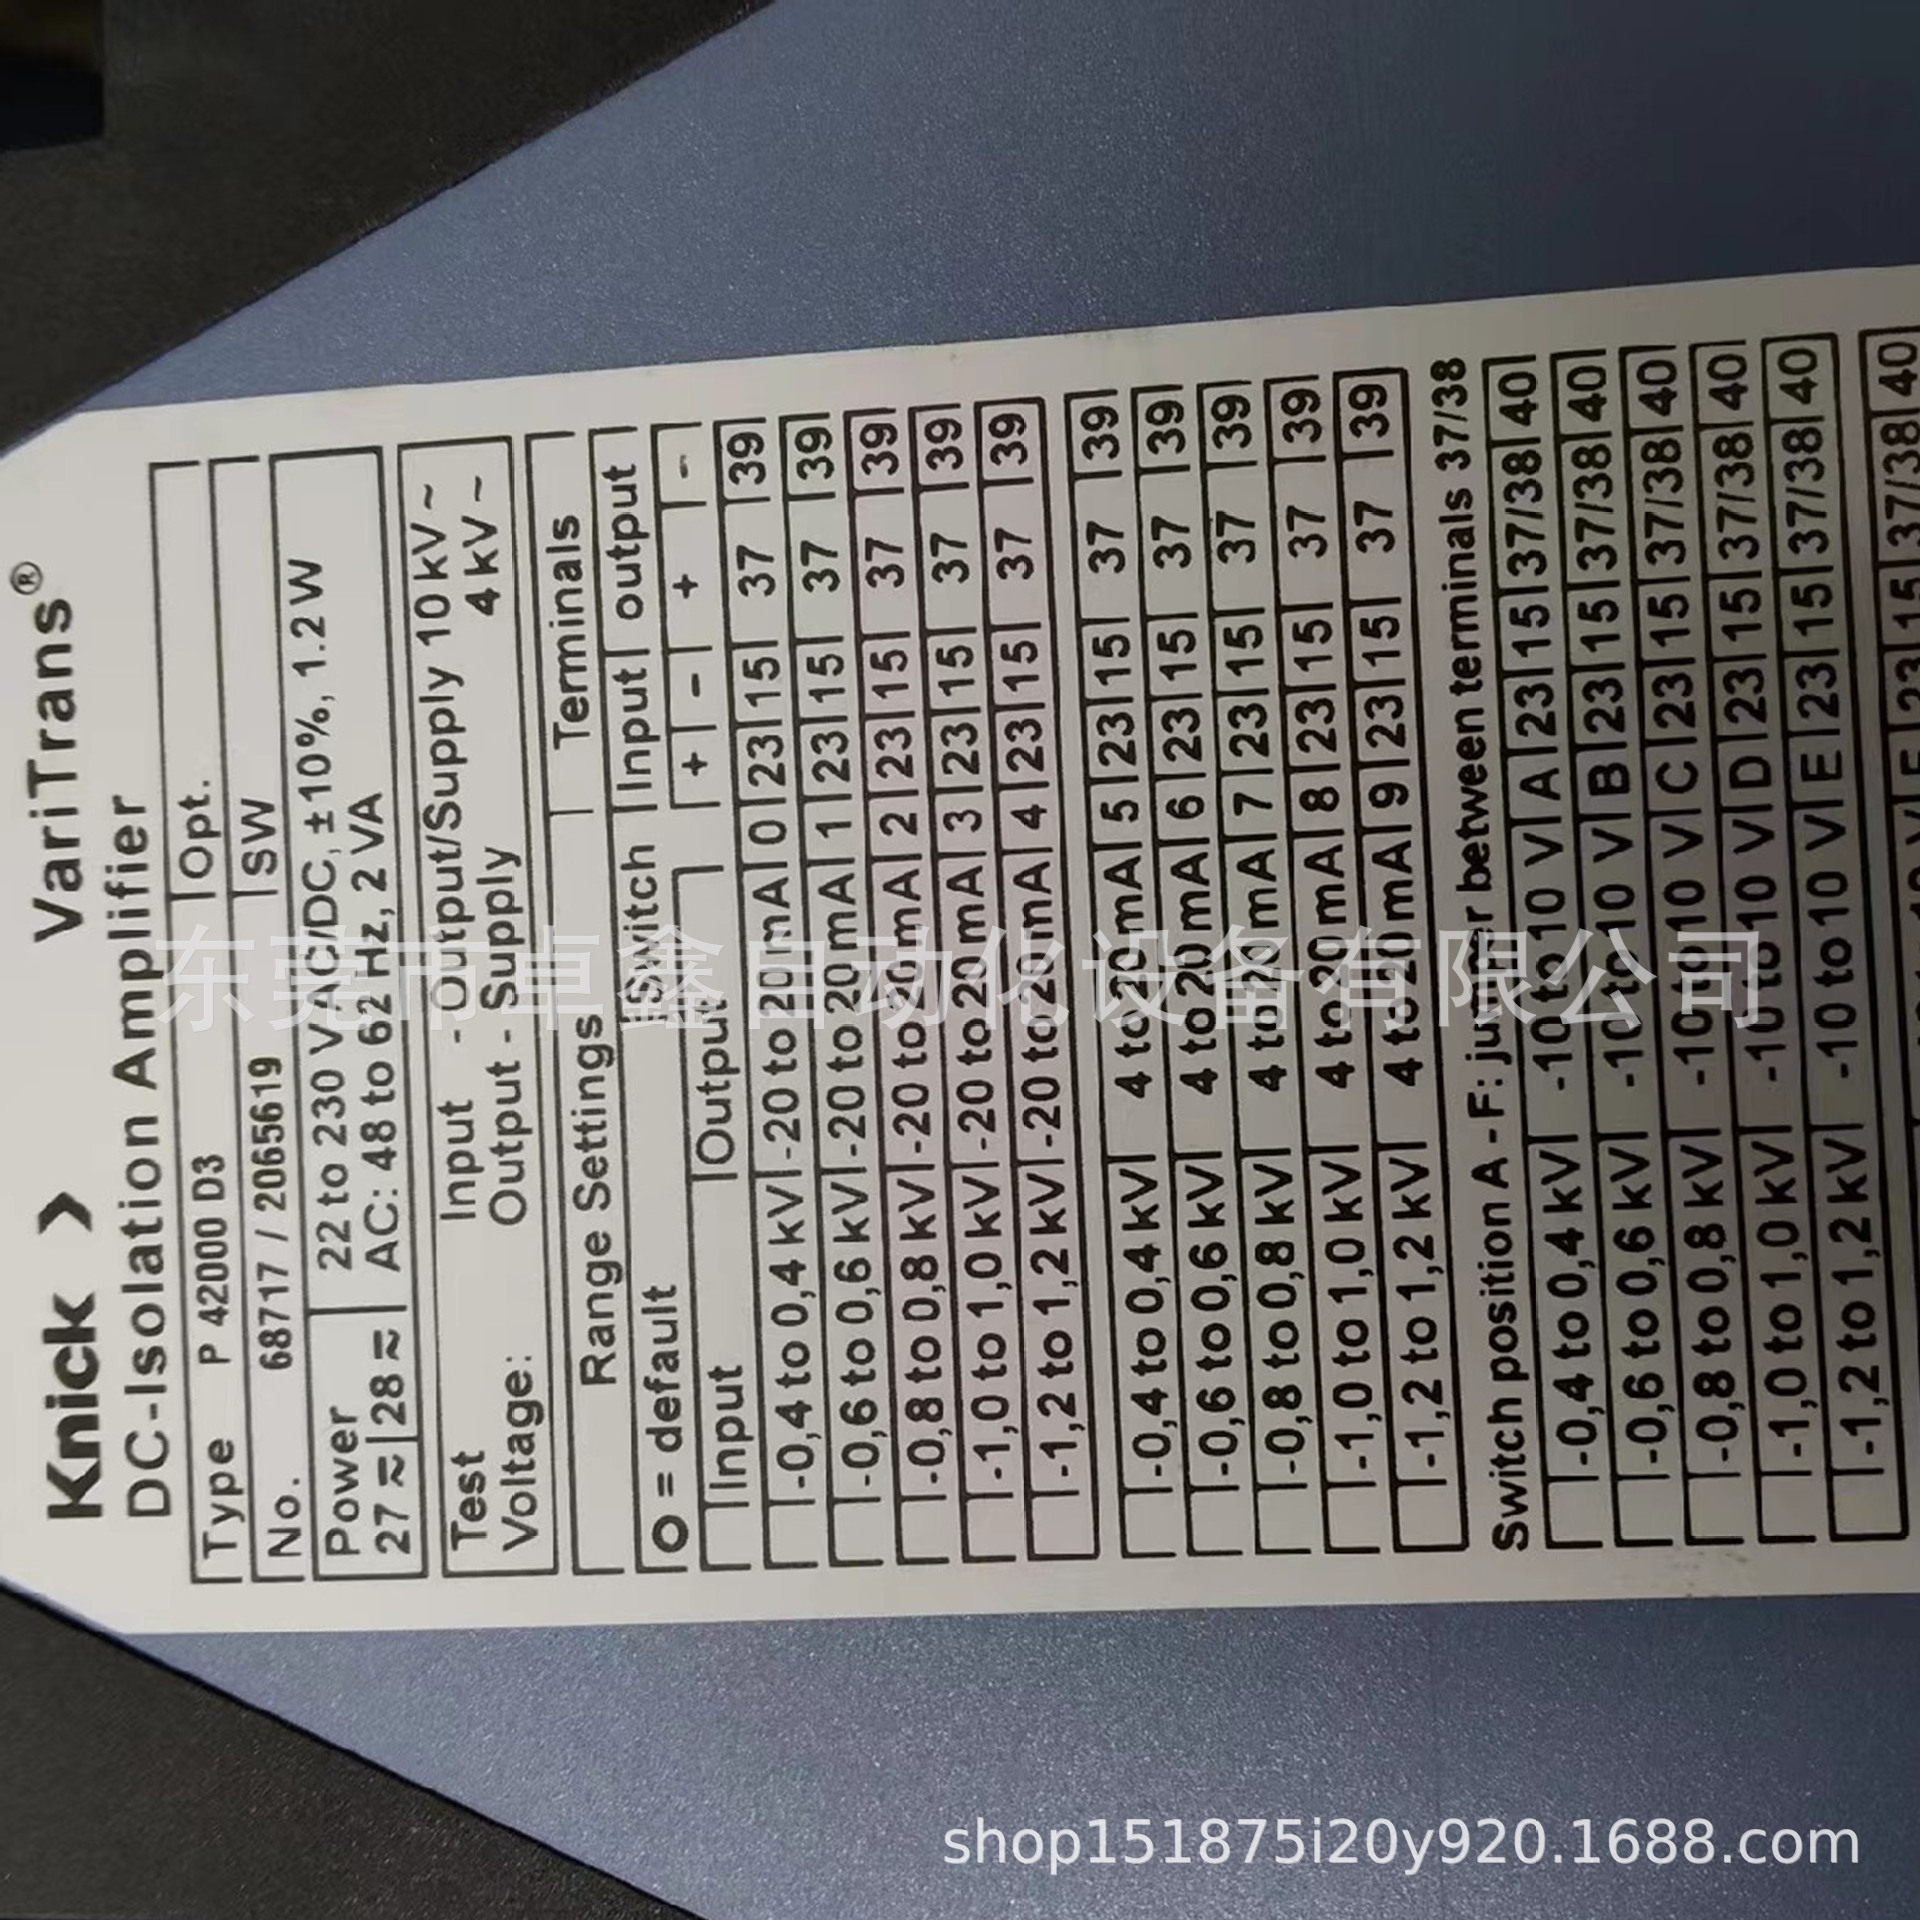 Knick > VariTrans®
DC-Isolation Amplifier
Type P 42000 D3 Opt.
No. 68717 / 2065619 SW
Power 22 to 230 V AC/DC, ±10%, 1.2 W
27 ≂ 28 ≂ AC: 48 to 62 Hz, 2 VA
Test Input - Output/Supply 10 kV~
Voltage: Output - Supply 4 kV~
Range Settings Terminals
O = default Switch Input output
Input Output + - + -
-0,4 to 0,4 kV -20 to 20 mA 0 23 15 37 39
-0,6 to 0,6 kV -20 to 20 mA 1 23 15 37 39
-0,8 to 0,8 kV -20 to 20 mA 2 23 15 37 39
-1,0 to 1,0 kV -20 to 20 mA 3 23 15 37 39
-1,2 to 1,2 kV -20 to 20 mA 4 23 15 37 39
-0,4 to 0,4 kV 4 to 20 mA 5 23 15 37 39
-0,6 to 0,6 kV 4 to 20 mA 6 23 15 37 39
-0,8 to 0,8 kV 4 to 20 mA 7 23 15 37 39
-1,0 to 1,0 kV 4 to 20 mA 8 23 15 37 39
-1,2 to 1,2 kV 4 to 20 mA 9 23 15 37 39
Switch position A - F: jumper between terminals 37/38
-0,4 to 0,4 kV -10 to 10 V A 23 15 37/38 40
-0,6 to 0,6 kV -10 to 10 V B 23 15 37/38 40
-0,8 to 0,8 kV -10 to 10 V C 23 15 37/38 40
-1,0 to 1,0 kV -10 to 10 V D 23 15 37/38 40
-1,2 to 1,2 kV -10 to 10 V E 23 15 37/38 40
23 15 37/38 40
东莞市卓鑫自动化设备有限公司
shop151875i20y920.1688.com